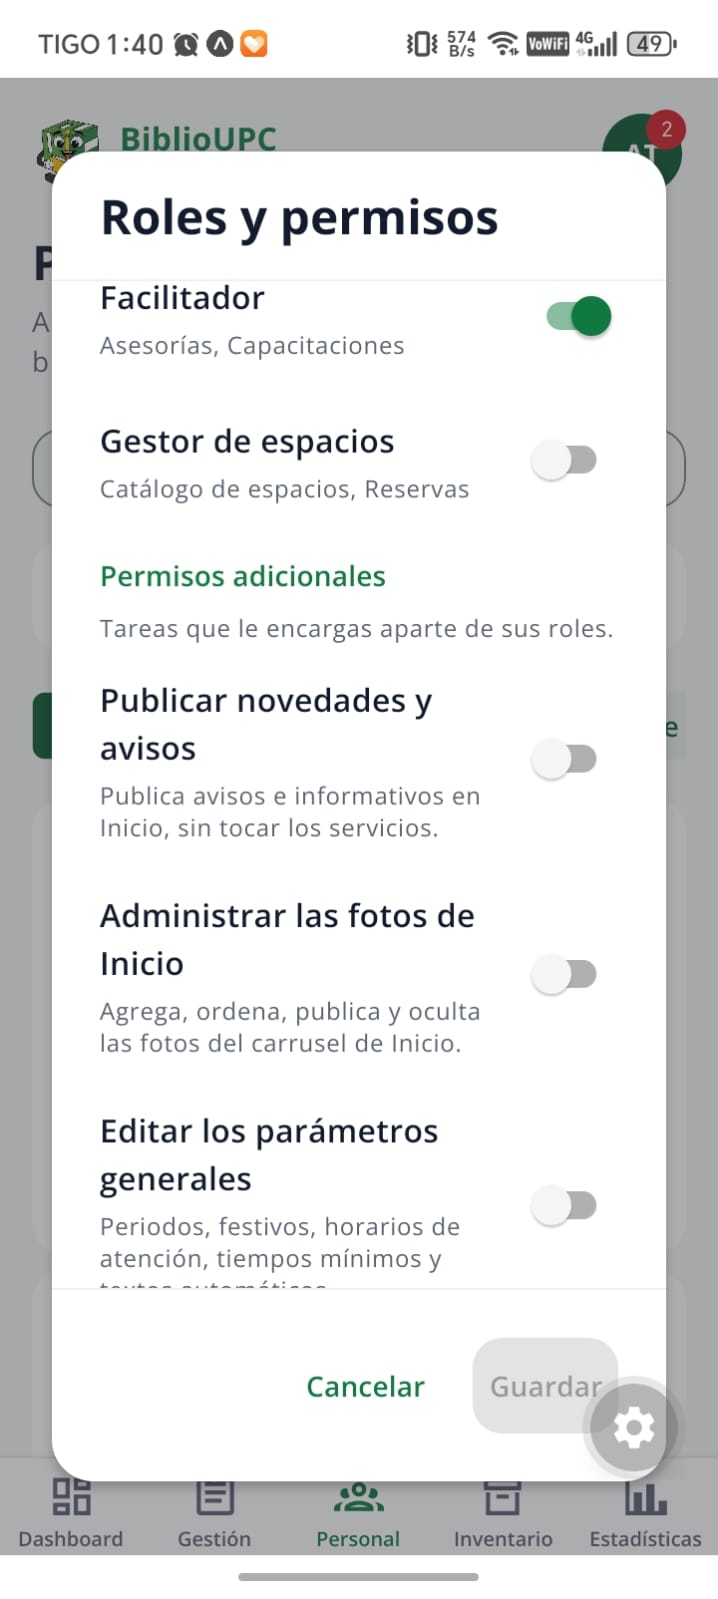 TIGO 1:40
574 B/s VoWiFi 4G 49
BiblioUPC
2
Roles y permisos
Facilitador
Asesorías, Capacitaciones
Gestor de espacios
Catálogo de espacios, Reservas
Permisos adicionales
Tareas que le encargas aparte de sus roles.
Publicar novedades y
avisos
Publica avisos e informativos en
Inicio, sin tocar los servicios.
Administrar las fotos de
Inicio
Agrega, ordena, publica y oculta
las fotos del carrusel de Inicio.
Editar los parámetros
generales
Periodos, festivos, horarios de
atención, tiempos mínimos y
Cancelar
Guardar
Dashboard
Gestión
Personal
Inventario
Estadísticas